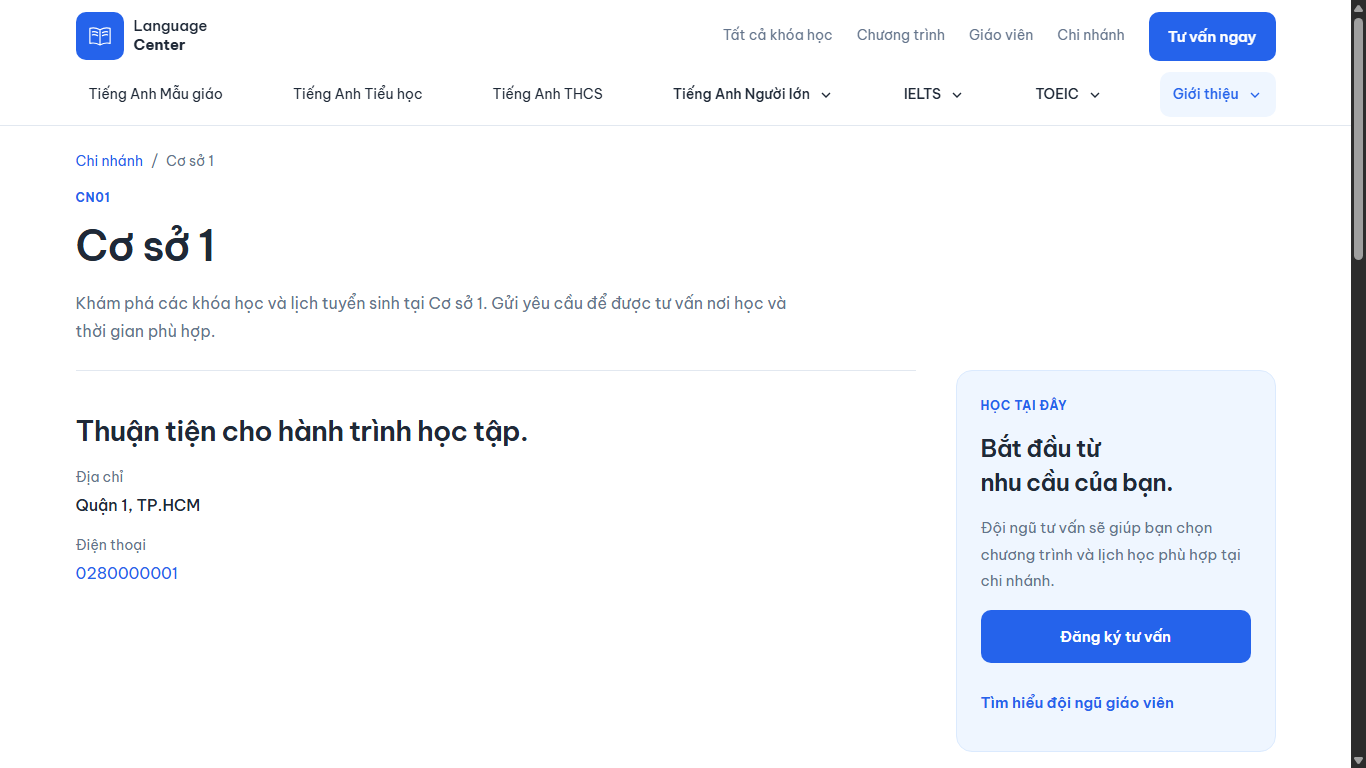 Language
Center
Tất cả khóa học
Chương trình
Giáo viên
Chi nhánh
Tư vấn ngay
Tiếng Anh Mẫu giáo
Tiếng Anh Tiểu học
Tiếng Anh THCS
Tiếng Anh Người lớn
IELTS
TOEIC
Giới thiệu
Chi nhánh / Cơ sở 1
CN01
Cơ sở 1
Khám phá các khóa học và lịch tuyển sinh tại Cơ sở 1. Gửi yêu cầu để được tư vấn nơi học và
thời gian phù hợp.
Thuận tiện cho hành trình học tập.
Địa chỉ
Quận 1, TP.HCM
Điện thoại
0280000001
HỌC TẠI ĐÂY
Bắt đầu từ
nhu cầu của bạn.
Đội ngũ tư vấn sẽ giúp bạn chọn
chương trình và lịch học phù hợp tại
chi nhánh.
Đăng ký tư vấn
Tìm hiểu đội ngũ giáo viên